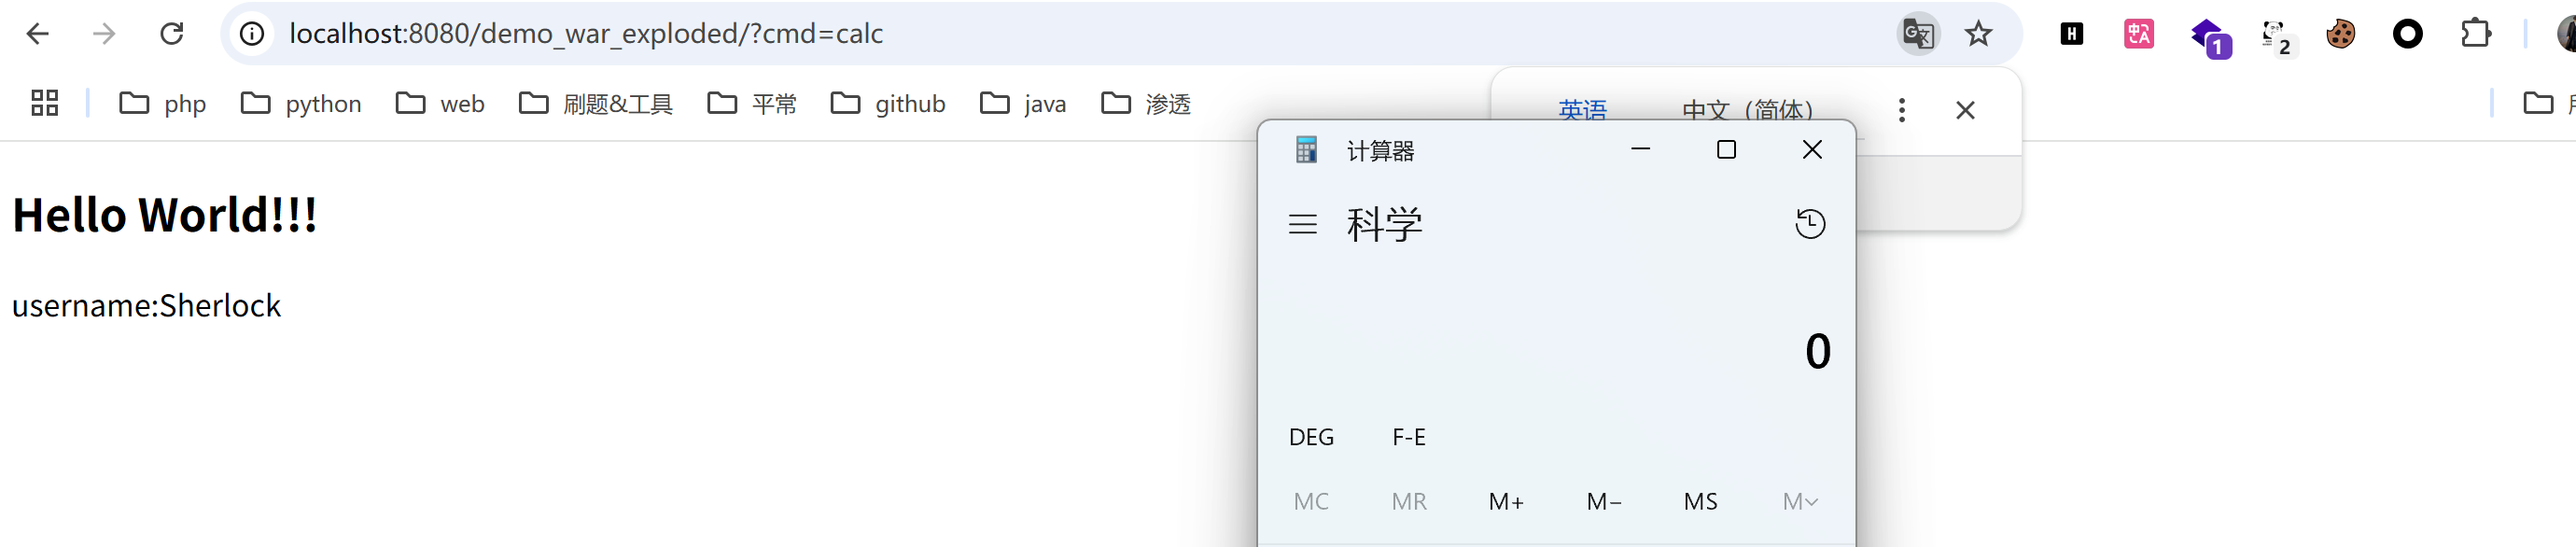 localhost:8080/demo_war_exploded/?cmd=calc
H 中 A 1 2
php python web 刷题&工具 平常 github java 渗透
英语 中文（简体）
计算器
科学
Hello World!!!
username:Sherlock
0
DEG F-E
MC MR M+ M− MS M